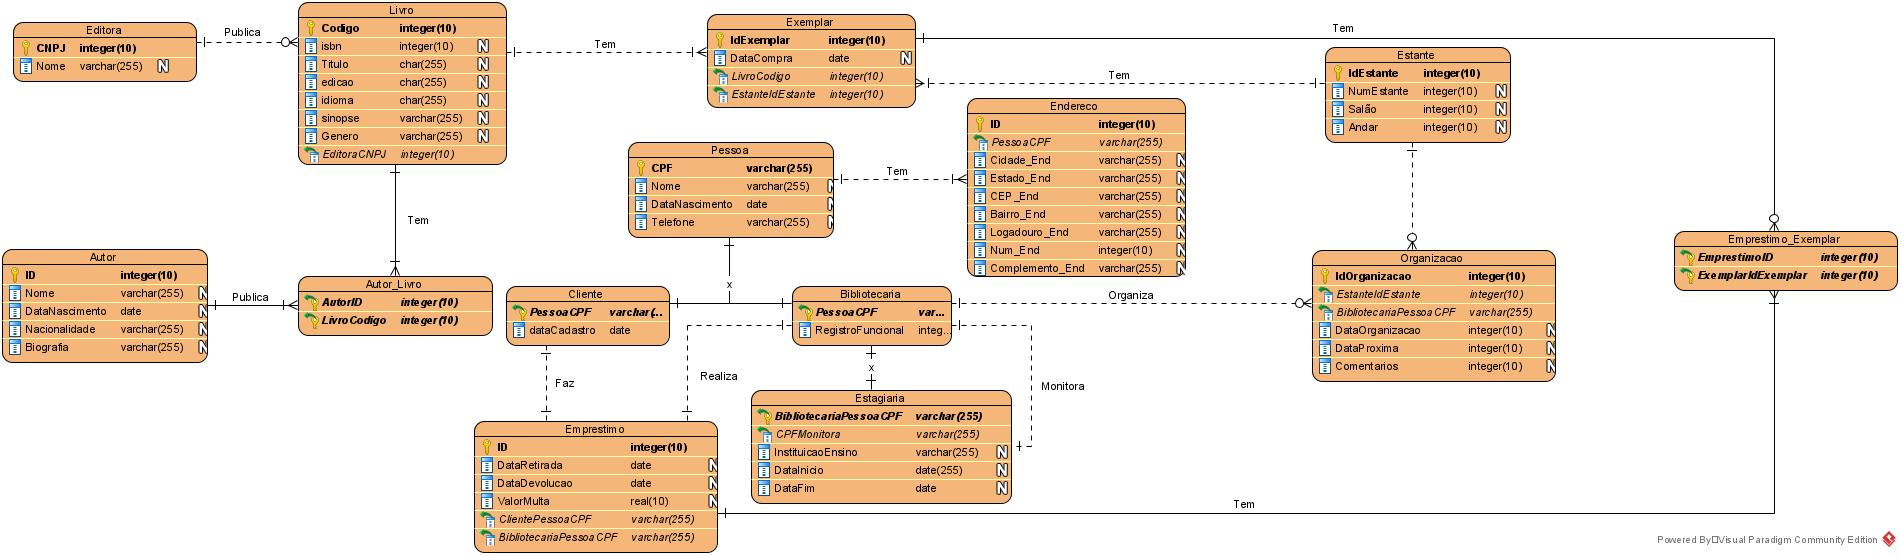 Editora
CNPJ integer(10)
Nome varchar(255) N
Publica
Livro
Codigo integer(10)
isbn integer(10) N
Titulo char(255) N
edicao char(255) N
idioma char(255) N
sinopse varchar(255) N
Genero varchar(255) N
EditoraCNPJ integer(10)
Tem
Exemplar
IdExemplar integer(10)
DataCompra date N
LivroCodigo integer(10)
EstanteIdEstante integer(10)
Tem
Tem
Estante
IdEstante integer(10)
NumEstante integer(10) N
Salão integer(10) N
Andar integer(10) N
Endereco
ID integer(10)
PessoaCPF varchar(255)
Cidade_End varchar(255) N
Estado_End varchar(255) N
CEP_End varchar(255) N
Bairro_End varchar(255) N
Logadouro_End varchar(255) N
Num_End integer(10) N
Complemento_End varchar(255) N
Pessoa
CPF varchar(255)
Nome varchar(255) N
DataNascimento date N
Telefone varchar(255) N
Tem
Tem
Autor
ID integer(10)
Nome varchar(255) N
DataNascimento date N
Nacionalidade varchar(255) N
Biografia varchar(255) N
Publica
Autor_Livro
AutorID integer(10)
LivroCodigo integer(10)
x
Cliente
PessoaCPF varchar(...
dataCadastro date
Bibliotecaria
PessoaCPF var...
RegistroFuncional integ...
Organiza
Organizacao
IdOrganizacao integer(10)
EstanteIdEstante integer(10)
BibliotecariaPessoaCPF varchar(255)
DataOrganizacao integer(10) N
DataProxima integer(10) N
Comentarios integer(10) N
Emprestimo_Exemplar
EmprestimoID integer(10)
ExemplarIdExemplar integer(10)
Faz
Realiza
x
Monitora
Estagiaria
BibliotecariaPessoaCPF varchar(255)
CPFMonitora varchar(255)
InstituicaoEnsino varchar(255) N
DataInicio date(255) N
DataFim date N
Emprestimo
ID integer(10)
DataRetirada date N
DataDevolucao date N
ValorMulta real(10) N
ClientePessoaCPF varchar(255)
BibliotecariaPessoaCPF varchar(255)
Tem
Powered By Visual Paradigm Community Edition